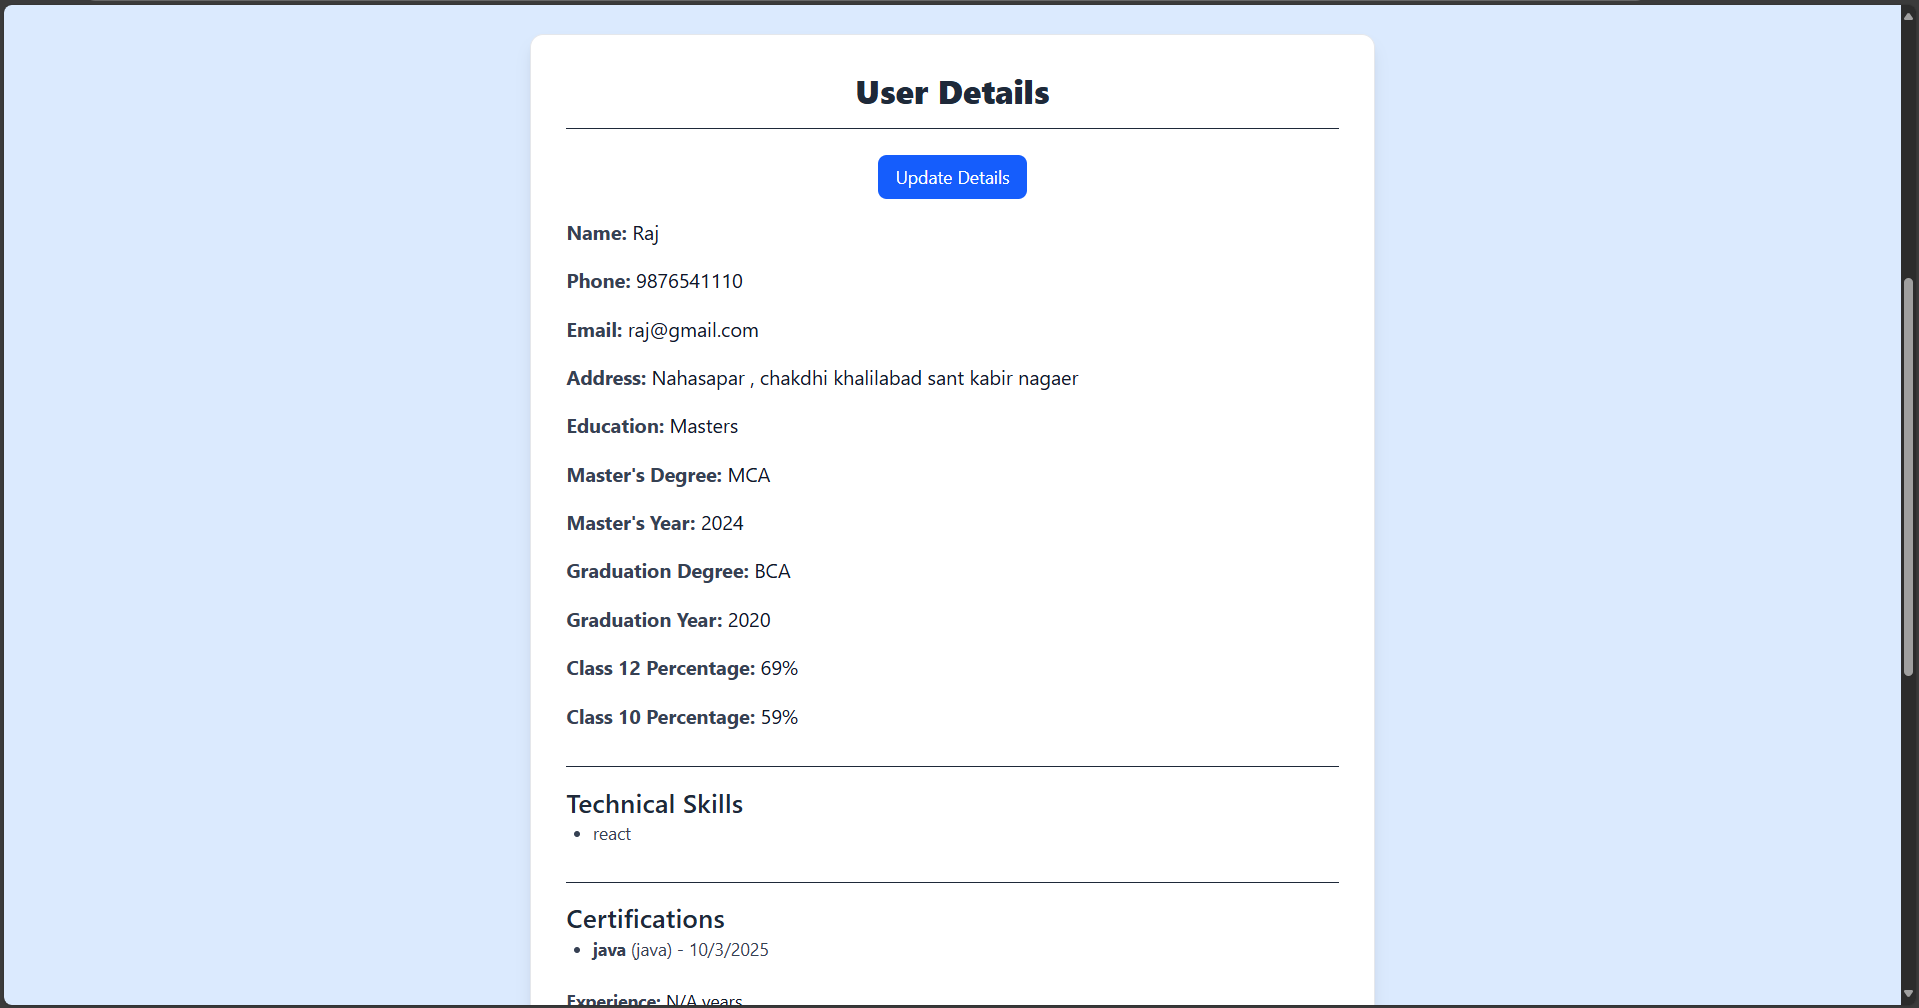 User Details
Update Details
Name: Raj
Phone: 9876541110
Email: raj@gmail.com
Address: Nahasapar , chakdhi khalilabad sant kabir nagaer
Education: Masters
Master's Degree: MCA
Master's Year: 2024
Graduation Degree: BCA
Graduation Year: 2020
Class 12 Percentage: 69%
Class 10 Percentage: 59%
Technical Skills
• react
Certifications
• java (java) - 10/3/2025
Experience: N/A years